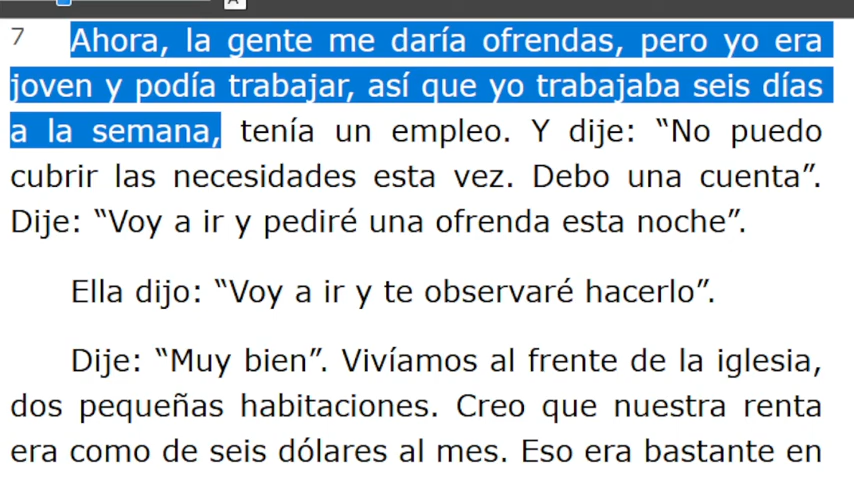 7 Ahora, la gente me daría ofrendas, pero yo era
joven y podía trabajar, así que yo trabajaba seis días
a la semana, tenía un empleo. Y dije: “No puedo
cubrir las necesidades esta vez. Debo una cuenta”.
Dije: “Voy a ir y pediré una ofrenda esta noche”.
Ella dijo: “Voy a ir y te observaré hacerlo”.
Dije: “Muy bien”. Vivíamos al frente de la iglesia,
dos pequeñas habitaciones. Creo que nuestra renta
era como de seis dólares al mes. Eso era bastante en